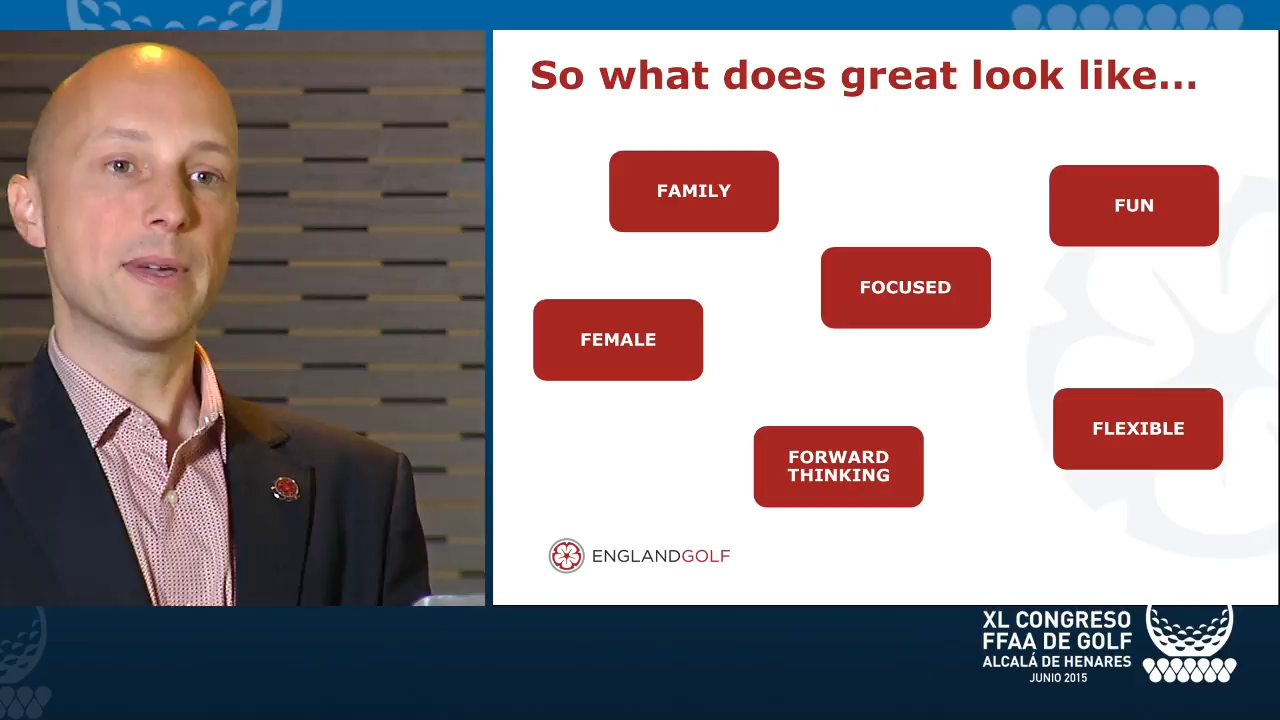 So what does great look like...
FAMILY
FUN
FOCUSED
FEMALE
FLEXIBLE
FORWARD
THINKING
ENGLANDGOLF
XL CONGRESO
FFAA DE GOLF
ALCALÁ DE HENARES
JUNIO 2015